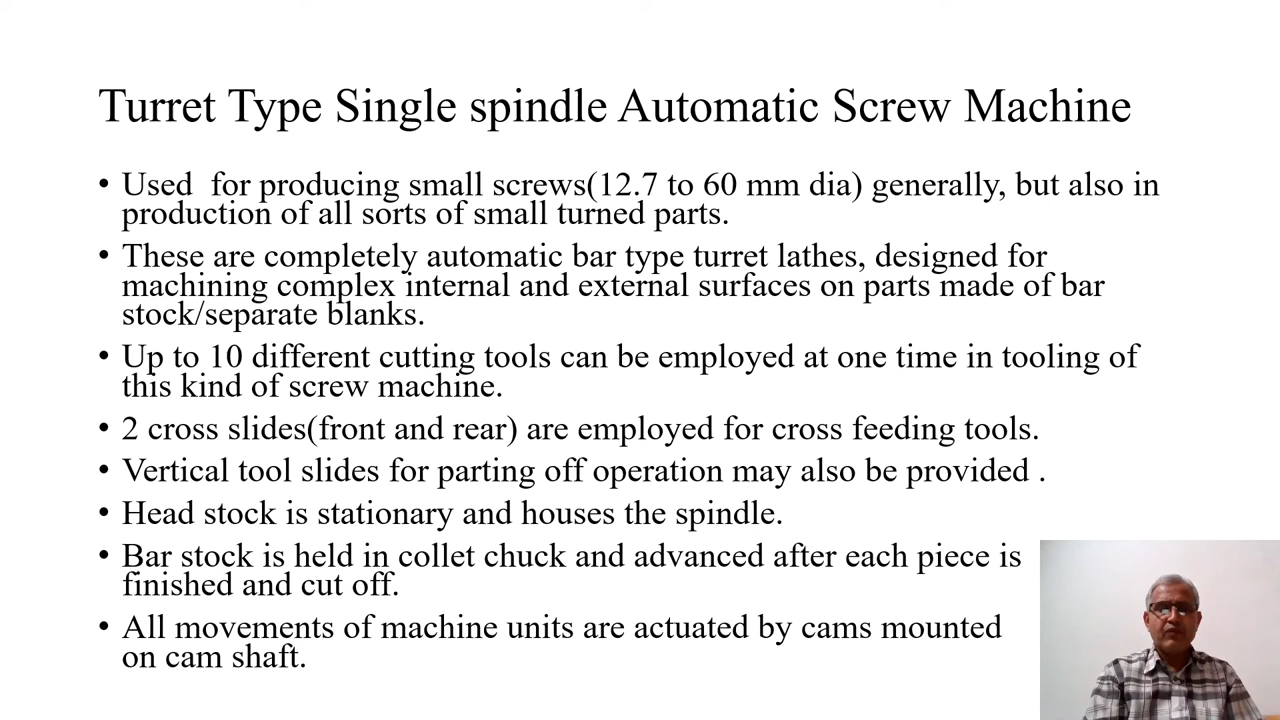 Turret Type Single spindle Automatic Screw Machine
• Used  for producing small screws(12.7 to 60 mm dia) generally, but also in
production of all sorts of small turned parts.
• These are completely automatic bar type turret lathes, designed for
machining complex internal and external surfaces on parts made of bar
stock/separate blanks.
• Up to 10 different cutting tools can be employed at one time in tooling of
this kind of screw machine.
• 2 cross slides(front and rear) are employed for cross feeding tools.
• Vertical tool slides for parting off operation may also be provided .
• Head stock is stationary and houses the spindle.
• Bar stock is held in collet chuck and advanced after each piece is
finished and cut off.
• All movements of machine units are actuated by cams mounted
on cam shaft.